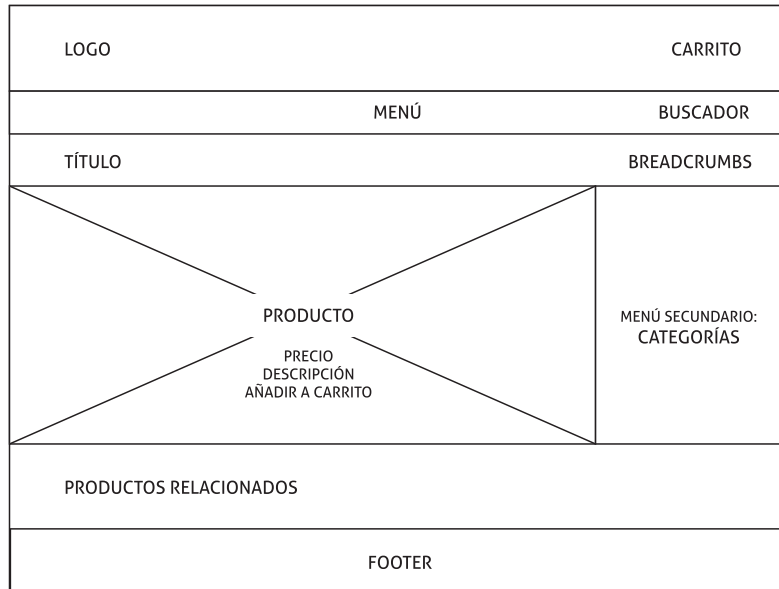 LOGO
CARRITO
MENÚ
BUSCADOR
TÍTULO
BREADCRUMBS
PRODUCTO
PRECIO
DESCRIPCIÓN
AÑADIR A CARRITO
MENÚ SECUNDARIO:
CATEGORÍAS
PRODUCTOS RELACIONADOS
FOOTER